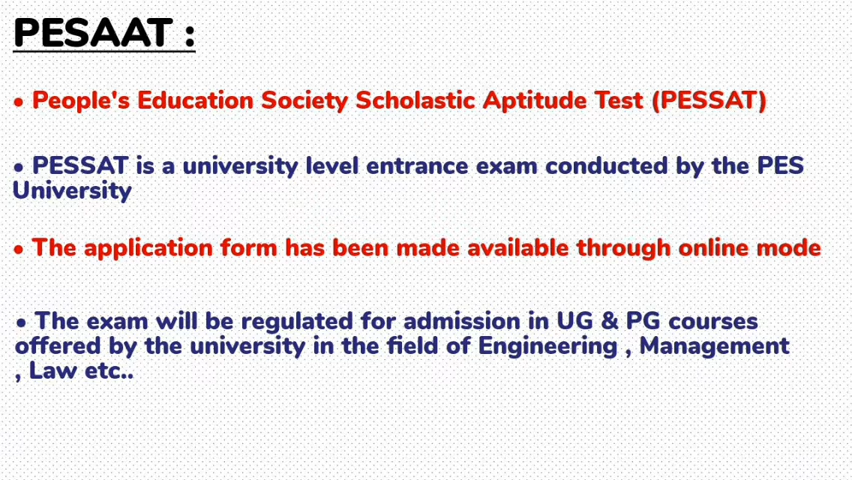 PESAAT :
• People's Education Society Scholastic Aptitude Test (PESSAT)
• PESSAT is a university level entrance exam conducted by the PES
University
• The application form has been made available through online mode
• The exam will be regulated for admission in UG & PG courses
offered by the university in the field of Engineering , Management
, Law etc..